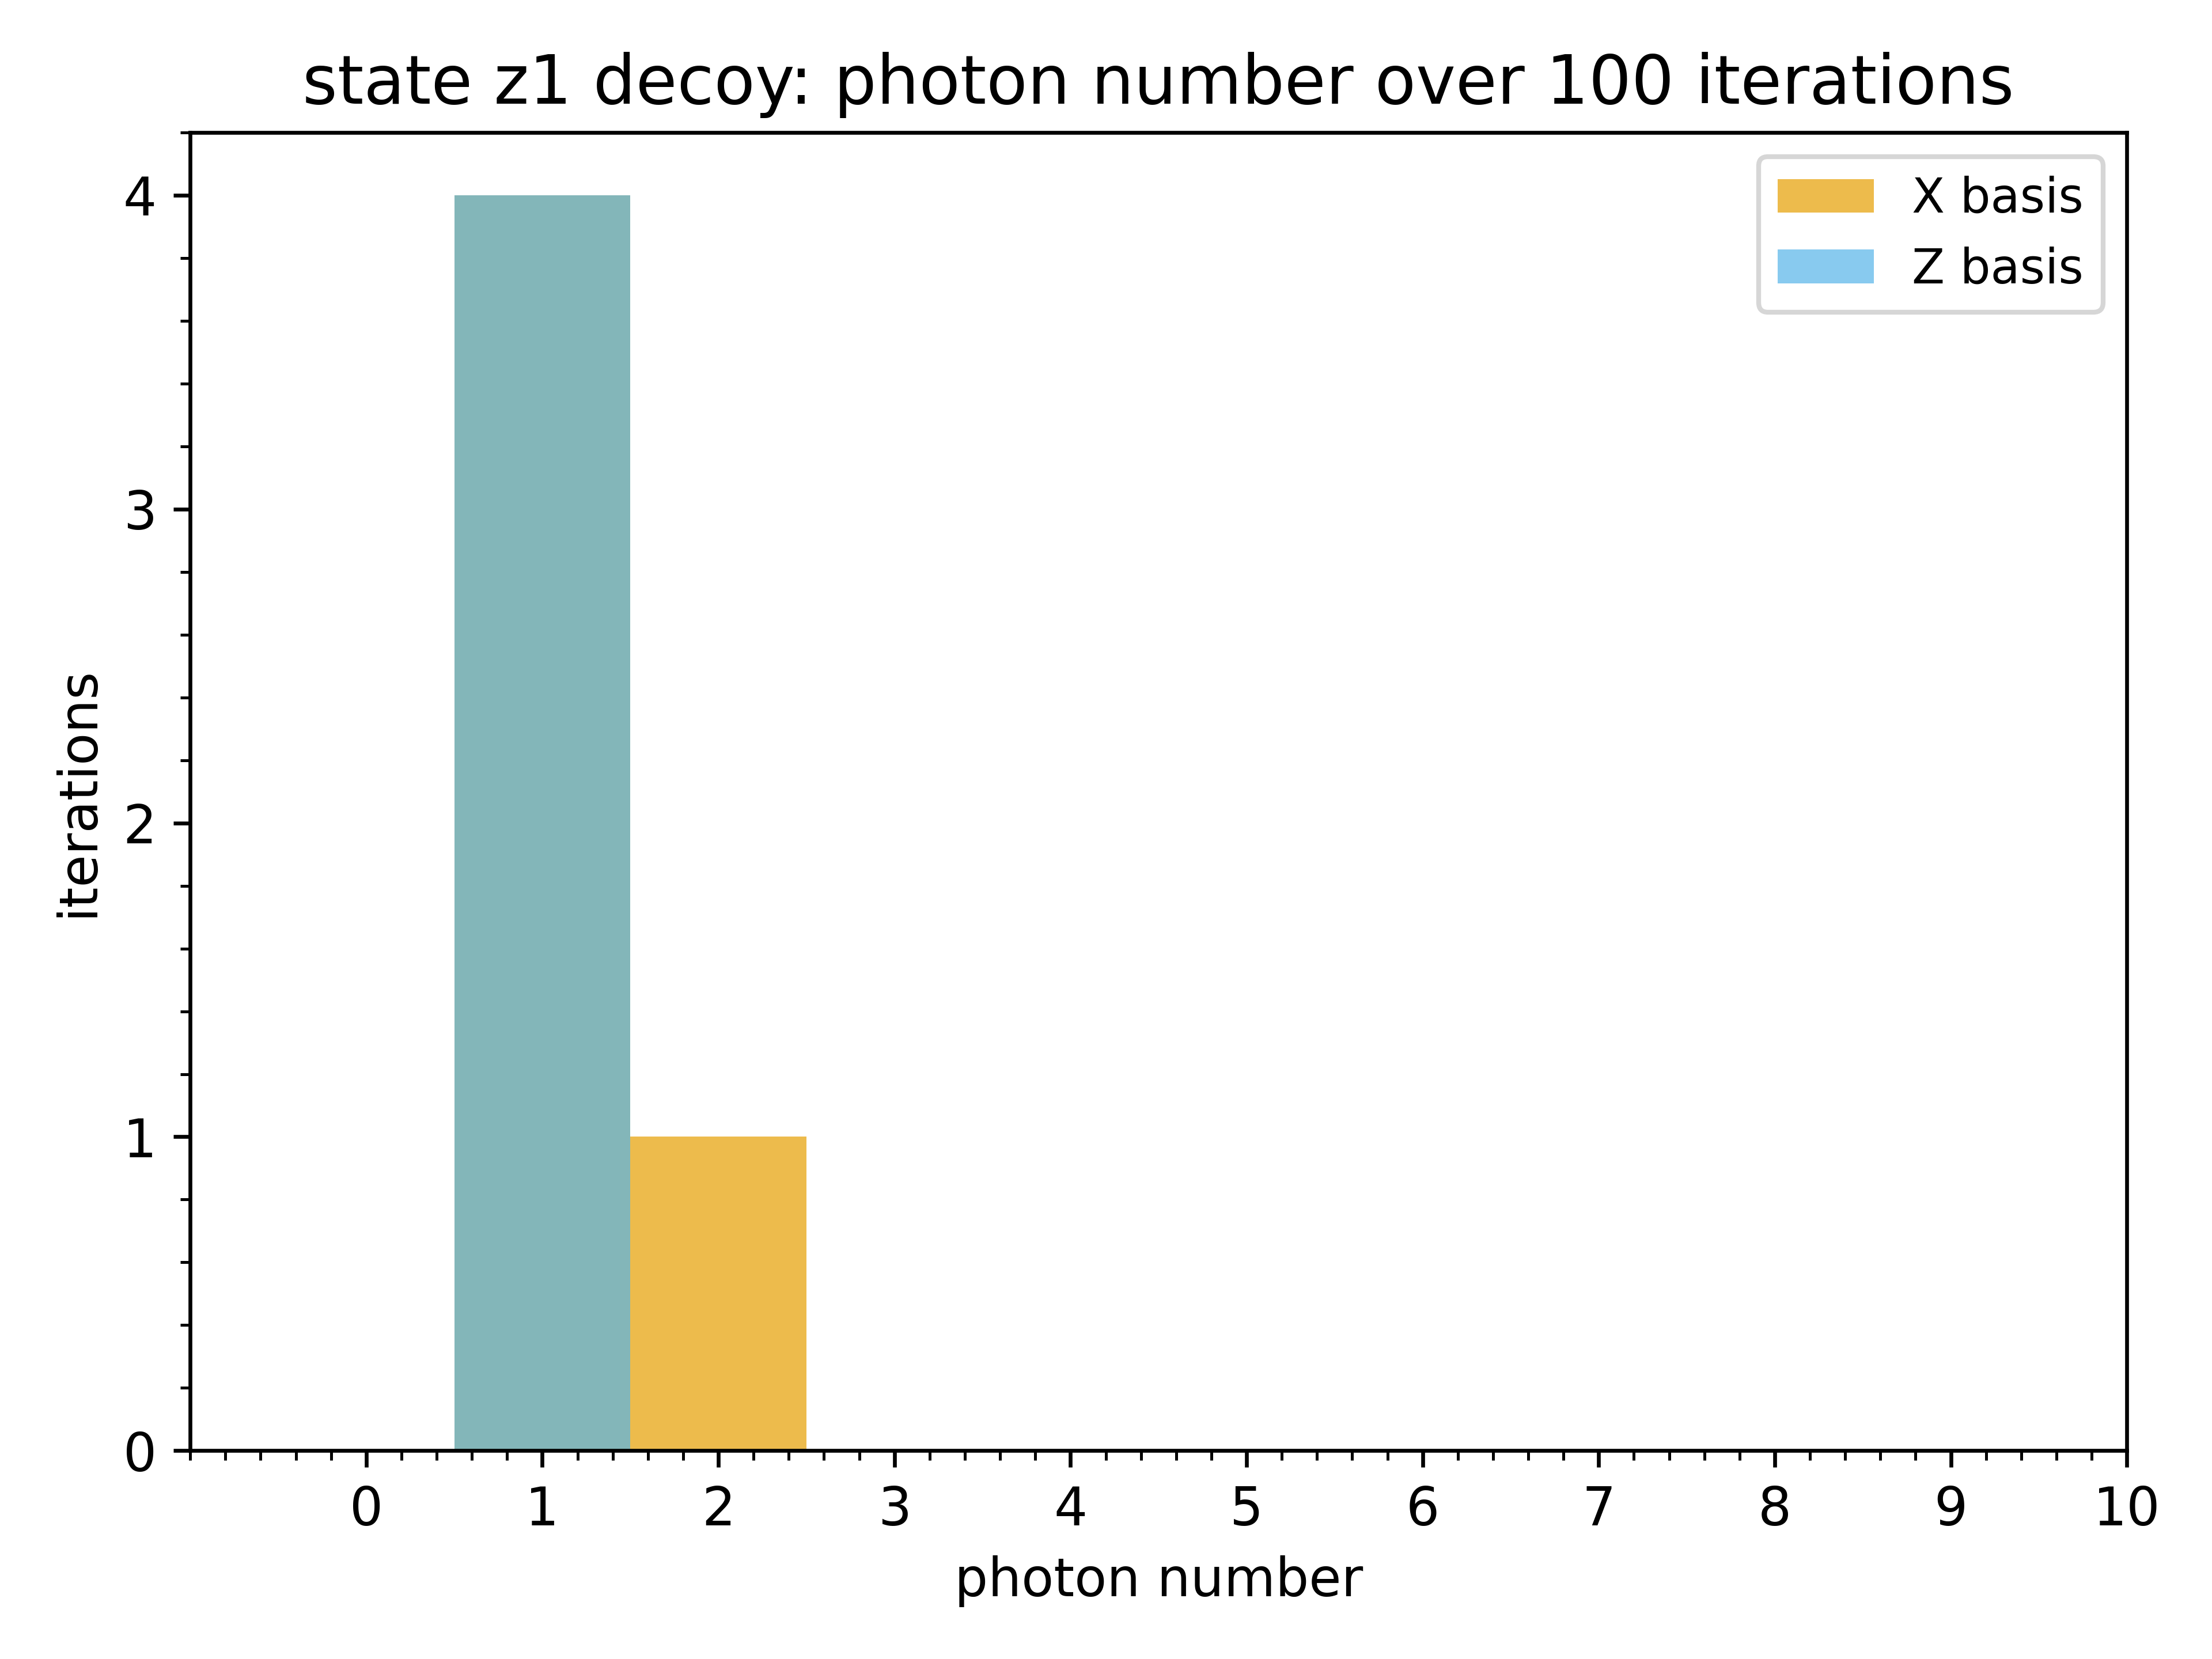 state z1 decoy: photon number over 100 iterations
X basis
Z basis
4
3
2
1
0
iterations
0 1 2 3 4 5 6 7 8 9 10
photon number